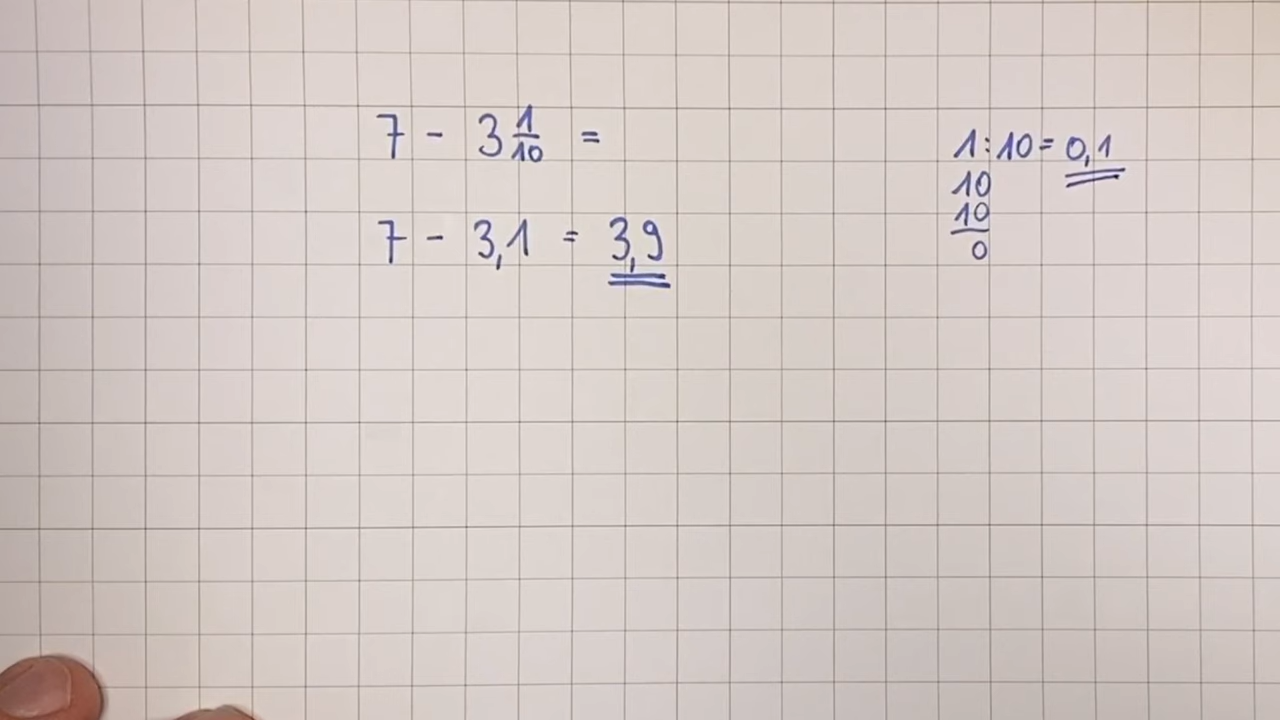 7 - 3 1/10 =
7 - 3,1 = 3,9
1:10 = 0,1
10
10
0